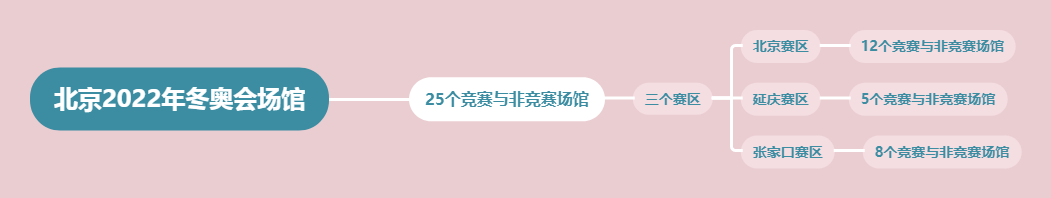 北京2022年冬奥会场馆
25个竞赛与非竞赛场馆
三个赛区
北京赛区
12个竞赛与非竞赛场馆
延庆赛区
5个竞赛与非竞赛场馆
张家口赛区
8个竞赛与非竞赛场馆